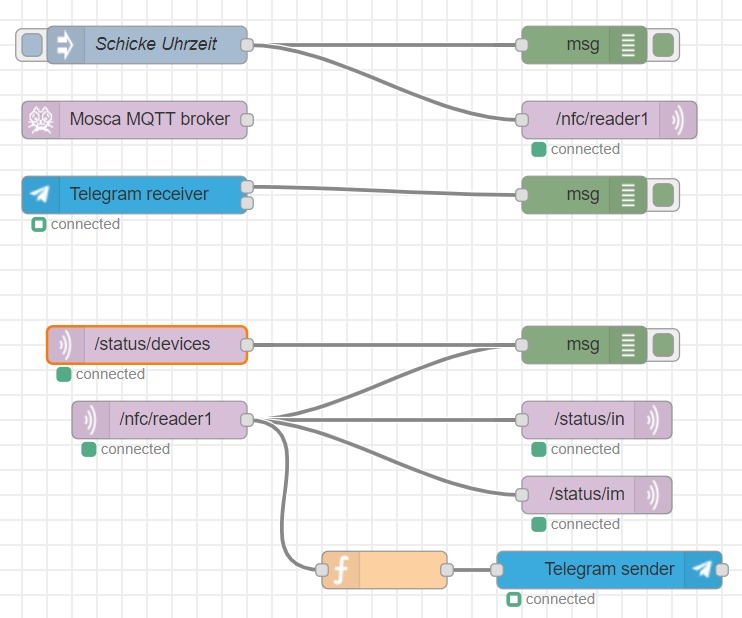 Schicke Uhrzeit
msg
Mosca MQTT broker
/nfc/reader1
connected
Telegram receiver
msg
connected
/status/devices
msg
connected
/nfc/reader1
/status/in
connected
connected
/status/im
connected
Telegram sender
connected